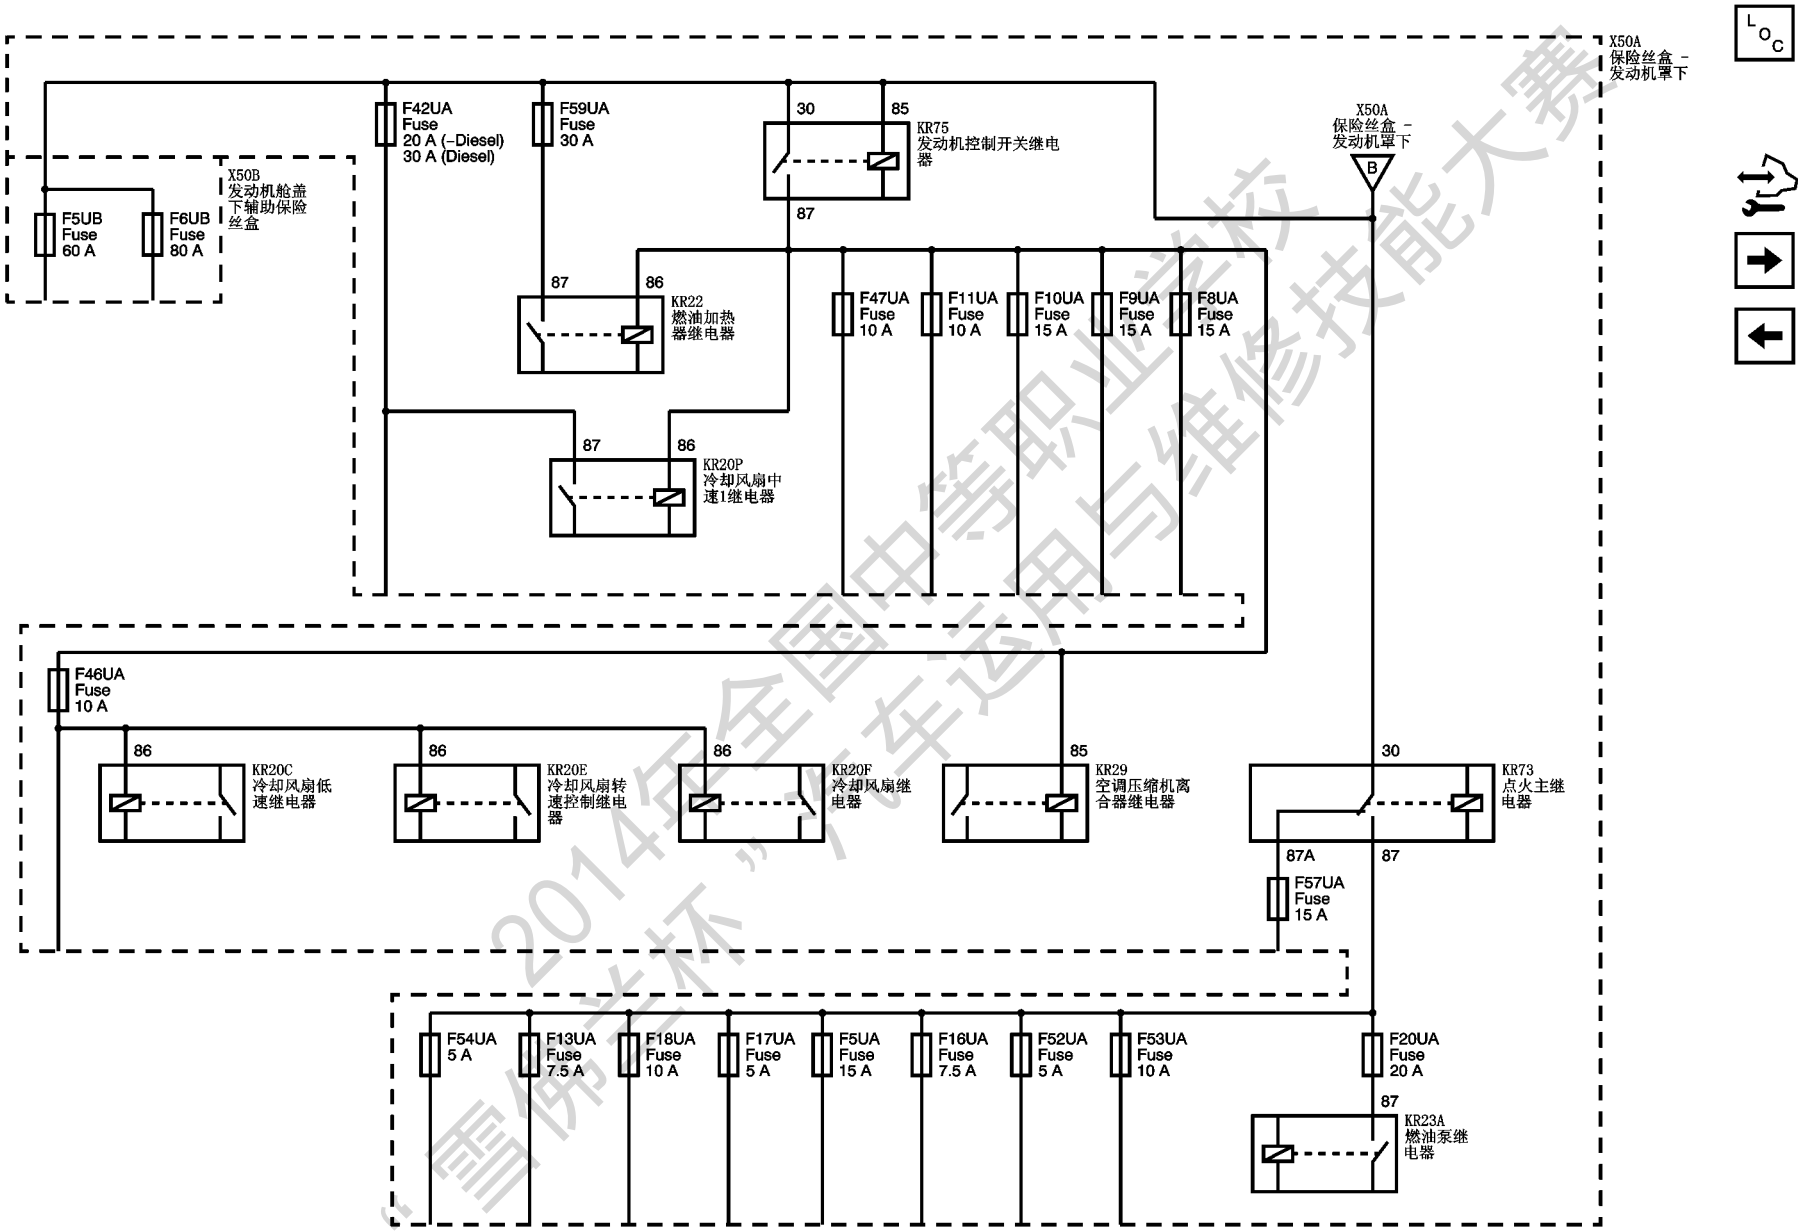 L
O
C
X50A
保险丝盒 -
发动机罩下
X50A
保险丝盒 -
发动机罩下
B
F42UA
Fuse
20 A (-Diesel)
30 A (Diesel)
F59UA
Fuse
30 A
30
85
KR75
发动机控制开关继电
器
87
X50B
发动机舱盖
下辅助保险
丝盒
F5UB
Fuse
60 A
F6UB
Fuse
80 A
87
86
KR22
燃油加热
器继电器
F47UA
Fuse
10 A
F11UA
Fuse
10 A
F10UA
Fuse
15 A
F9UA
Fuse
15 A
F8UA
Fuse
15 A
87
86
KR20P
冷却风扇中
速1继电器
F46UA
Fuse
10 A
86
KR20C
冷却风扇低
速继电器
86
KR20E
冷却风扇转
速控制继电
器
86
KR20F
冷却风扇继
电器
85
KR29
空调压缩机离
合器继电器
30
KR73
点火主继
电器
87A
87
F57UA
Fuse
15 A
F54UA
5 A
F13UA
Fuse
7.5 A
F18UA
Fuse
10 A
F17UA
Fuse
5 A
F5UA
Fuse
15 A
F16UA
Fuse
7.5 A
F52UA
Fuse
5 A
F53UA
Fuse
10 A
F20UA
Fuse
20 A
87
KR23A
燃油泵继
电器
2014年全国中等职业学校
“雪佛兰杯”汽车运用与维修技能大赛